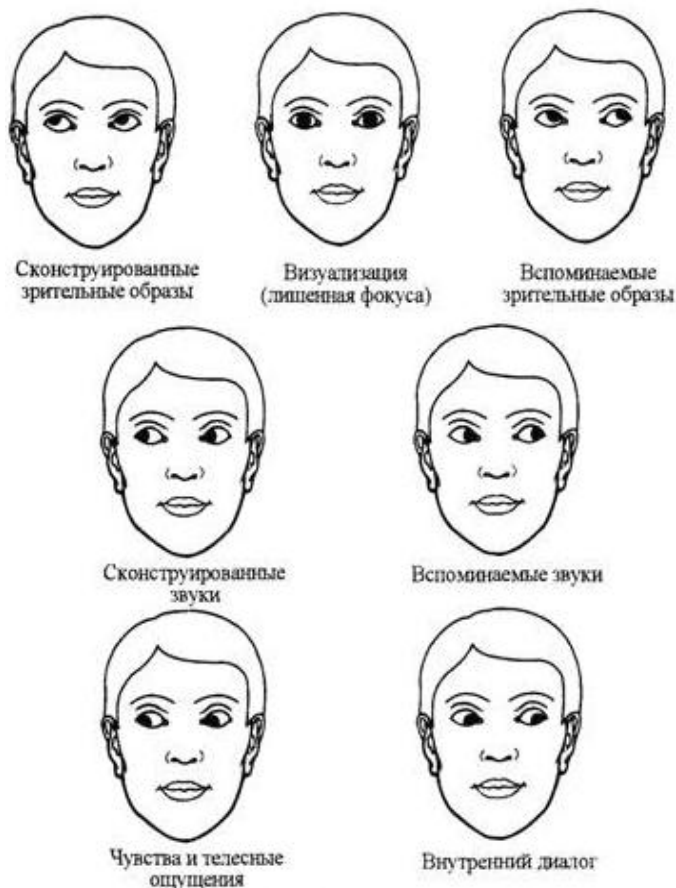 Сконструированные
зрительные образы
Визуализация
(лишенная фокуса)
Вспоминаемые
зрительные образы
Сконструированные
звуки
Вспоминаемые звуки
Чувства и телесные
ощущения
Внутренний диалог